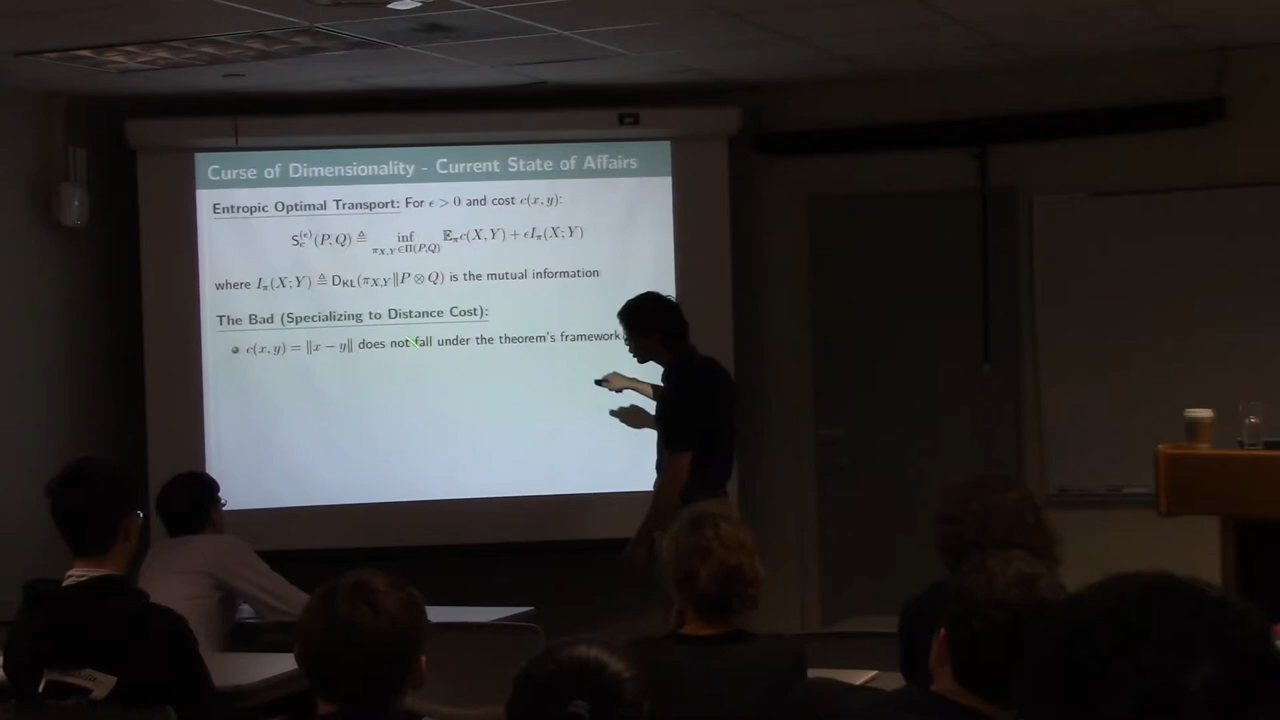 Curse of Dimensionality - Current State of Affairs
Entropic Optimal Transport: For ϵ > 0 and cost c(x, y):
S_c^(ϵ)(P, Q) ≜ inf_{π_{X,Y}∈Π(P,Q)} 𝔼_π c(X, Y) + ϵI_π(X; Y)
where I_π(X; Y) ≜ D_KL(π_{X,Y}‖P ⊗ Q) is the mutual information
The Bad (Specializing to Distance Cost):
c(x, y) = ‖x − y‖ does not fall under the theorem's framework